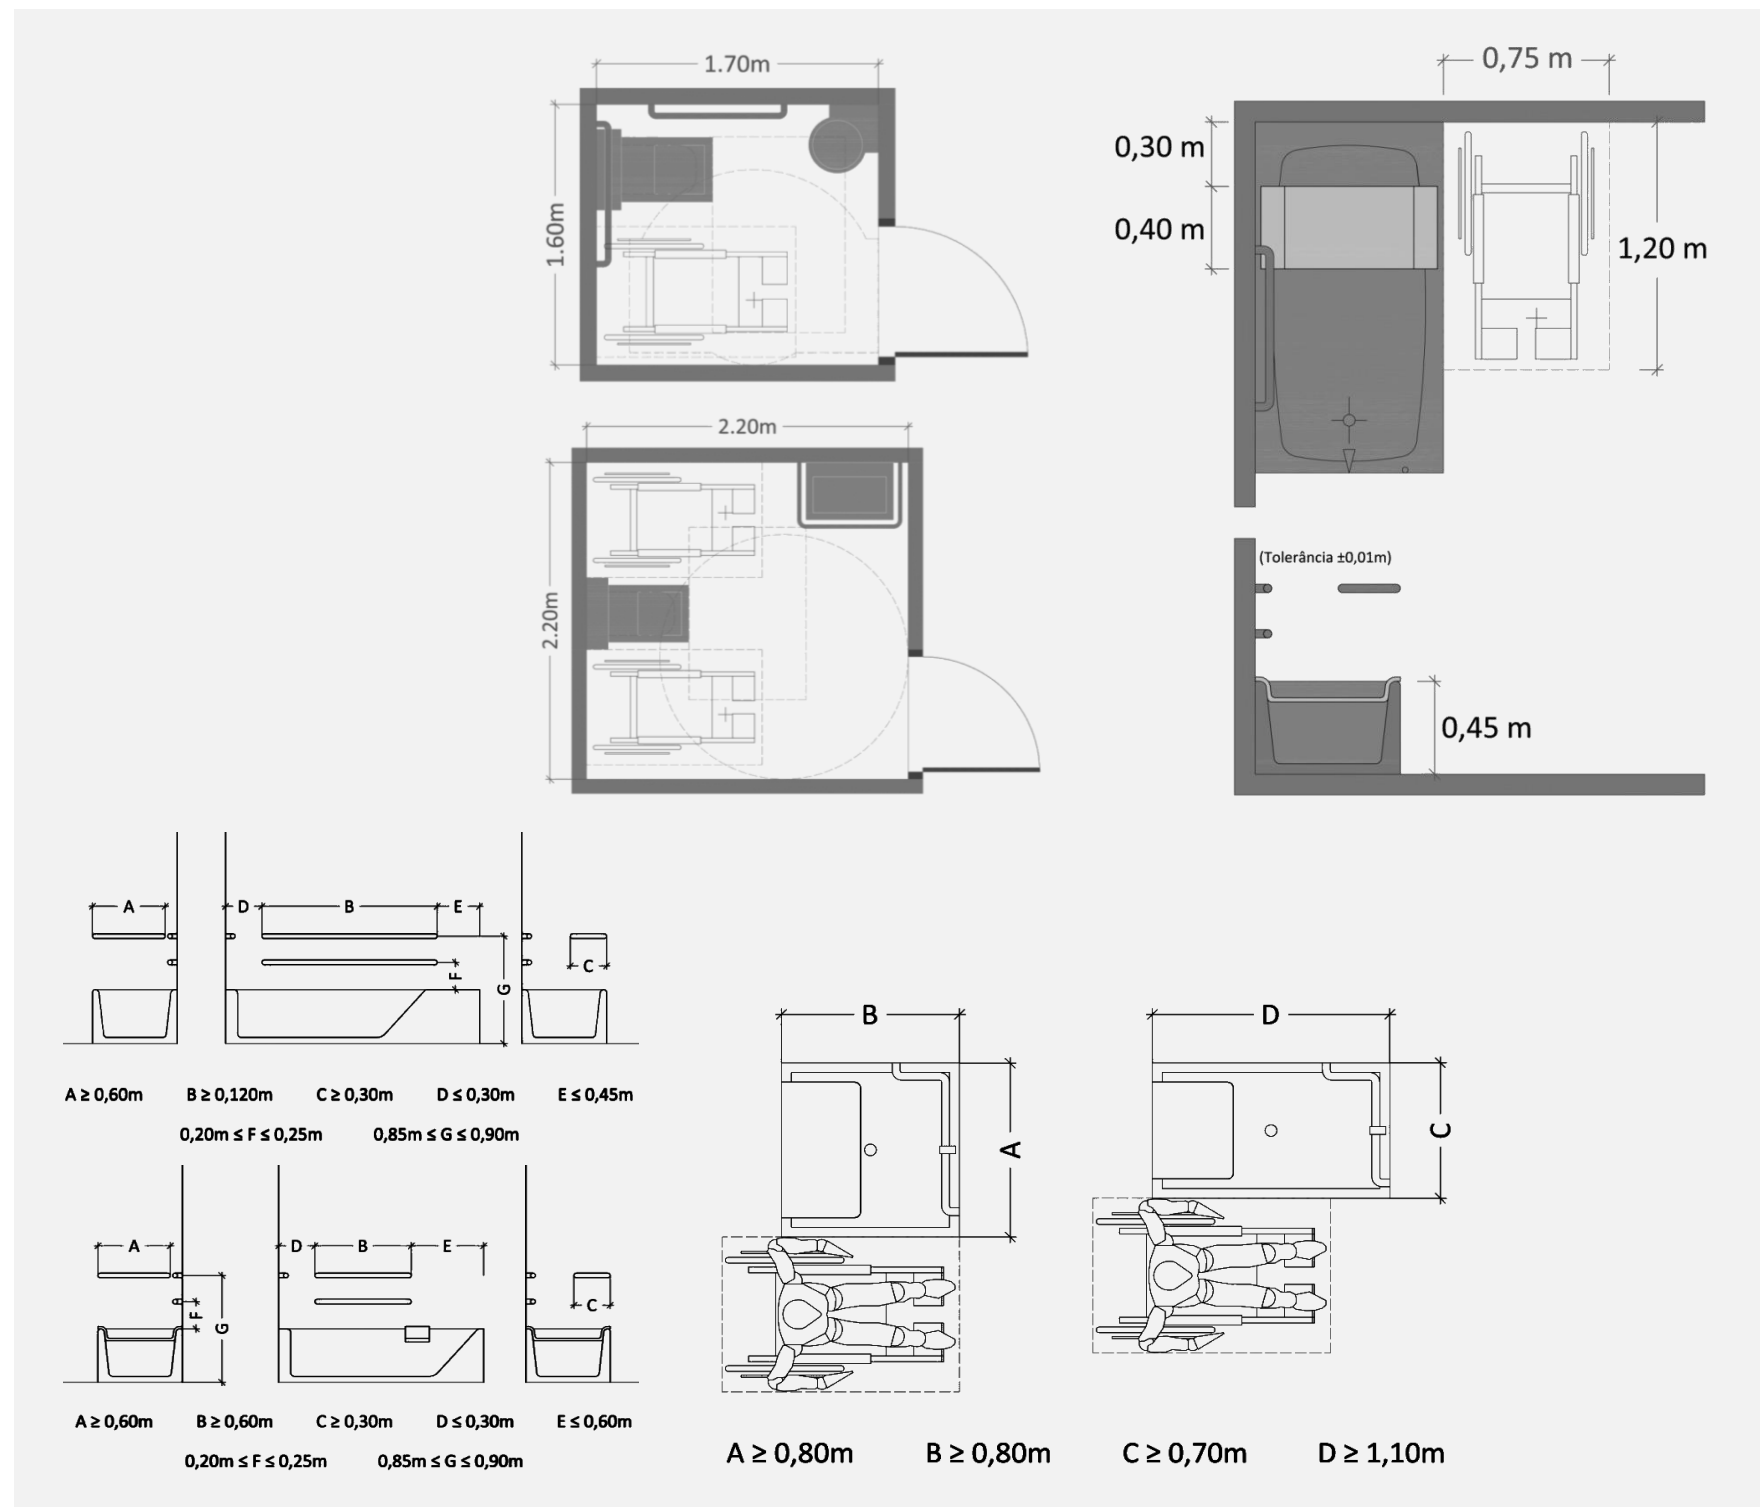 1.70m
1.60m
2.20m
2.20m
0,75 m
0,30 m
0,40 m
1,20 m
(Tolerância ±0,01m)
0,45 m
A
D B E
C
F
G
A ≥ 0,60m B ≥ 0,120m C ≥ 0,30m D ≤ 0,30m E ≤ 0,45m
0,20m ≤ F ≤ 0,25m 0,85m ≤ G ≤ 0,90m
A
D B E
C
F
G
A ≥ 0,60m B ≥ 0,60m C ≥ 0,30m D ≤ 0,30m E ≤ 0,60m
0,20m ≤ F ≤ 0,25m 0,85m ≤ G ≤ 0,90m
B
A
D
C
A ≥ 0,80m B ≥ 0,80m C ≥ 0,70m D ≥ 1,10m